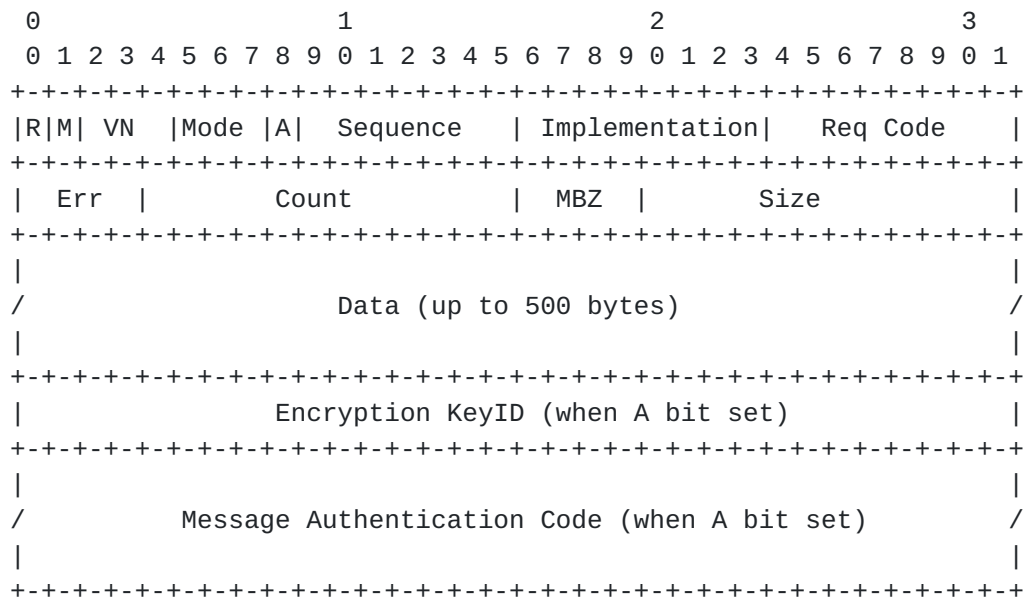 0                   1                   2                   3
 0 1 2 3 4 5 6 7 8 9 0 1 2 3 4 5 6 7 8 9 0 1 2 3 4 5 6 7 8 9 0 1
+-+-+-+-+-+-+-+-+-+-+-+-+-+-+-+-+-+-+-+-+-+-+-+-+-+-+-+-+-+-+-+-+
|R|M| VN  |Mode |A|  Sequence   | Implementation|   Req Code    |
+-+-+-+-+-+-+-+-+-+-+-+-+-+-+-+-+-+-+-+-+-+-+-+-+-+-+-+-+-+-+-+-+
|  Err  |        Count          |  MBZ  |       Size            |
+-+-+-+-+-+-+-+-+-+-+-+-+-+-+-+-+-+-+-+-+-+-+-+-+-+-+-+-+-+-+-+-+
|                                                               |
/                    Data (up to 500 bytes)                     /
|                                                               |
+-+-+-+-+-+-+-+-+-+-+-+-+-+-+-+-+-+-+-+-+-+-+-+-+-+-+-+-+-+-+-+-+
|                Encryption KeyID (when A bit set)              |
+-+-+-+-+-+-+-+-+-+-+-+-+-+-+-+-+-+-+-+-+-+-+-+-+-+-+-+-+-+-+-+-+
|                                                               |
/          Message Authentication Code (when A bit set)         /
|                                                               |
+-+-+-+-+-+-+-+-+-+-+-+-+-+-+-+-+-+-+-+-+-+-+-+-+-+-+-+-+-+-+-+-+